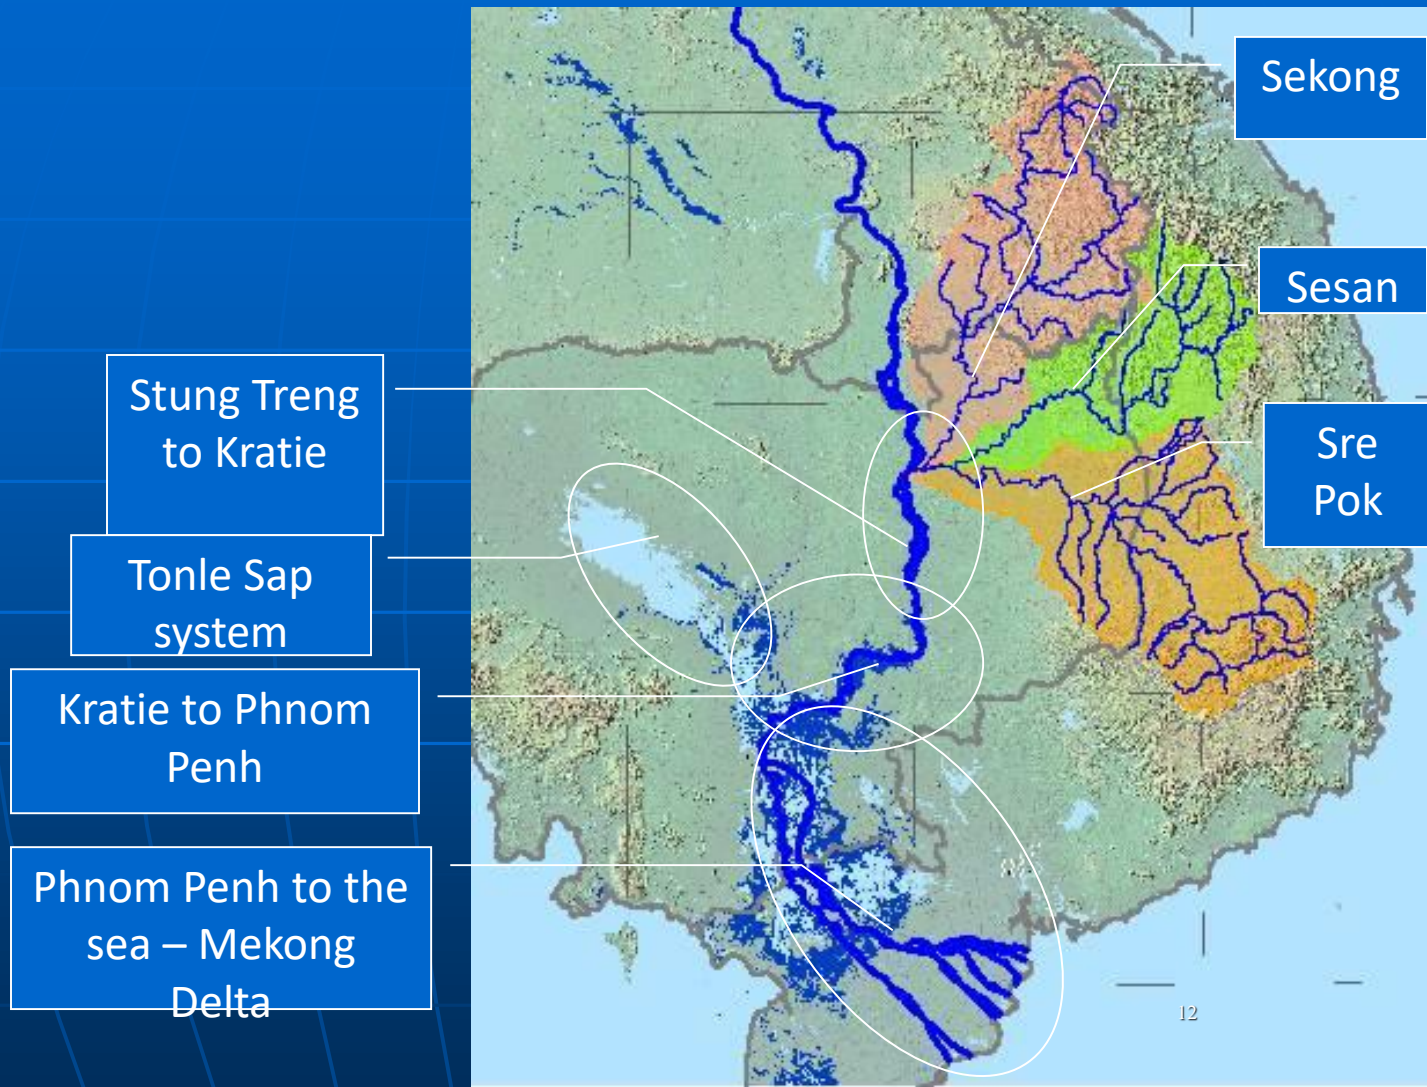 Sekong
Sesan
Sre
Pok
Stung Treng
to Kratie
Tonle Sap
system
Kratie to Phnom
Penh
Phnom Penh to the
sea – Mekong
Delta
12